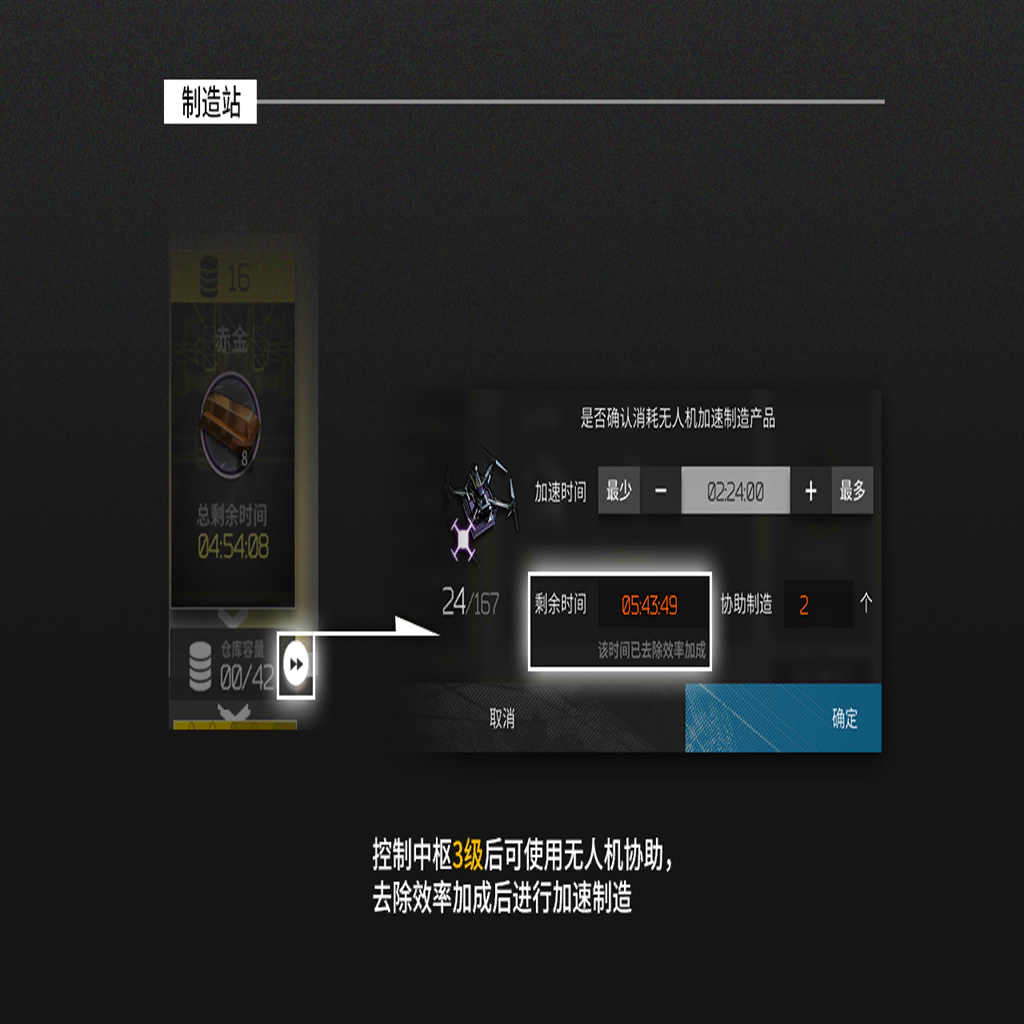 制造站
16
赤金
8
总剩余时间
04:54:08
仓库容量
00/42
是否确认消耗无人机加速制造产品
加速时间 最少 − 02:24:00 + 最多
24/167
剩余时间 05:43:49 协助制造 2 个
该时间已去除效率加成
取消 确定
控制中枢3级后可使用无人机协助，
去除效率加成后进行加速制造